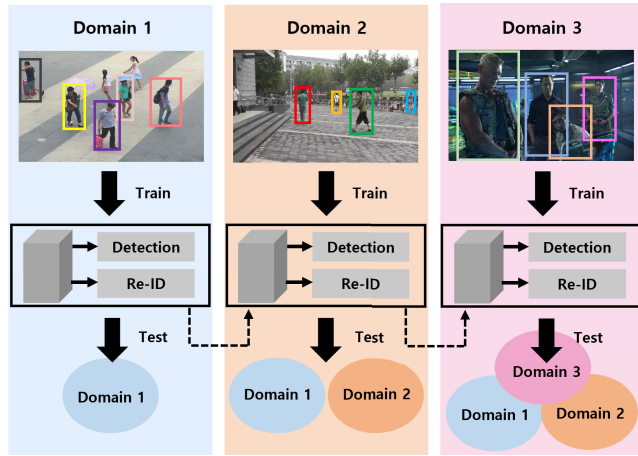 Domain 1
Domain 2
Domain 3
Train
Train
Train
Detection
Re-ID
Detection
Re-ID
Detection
Re-ID
Test
Test
Test
Domain 1
Domain 1
Domain 2
Domain 3
Domain 1
Domain 2